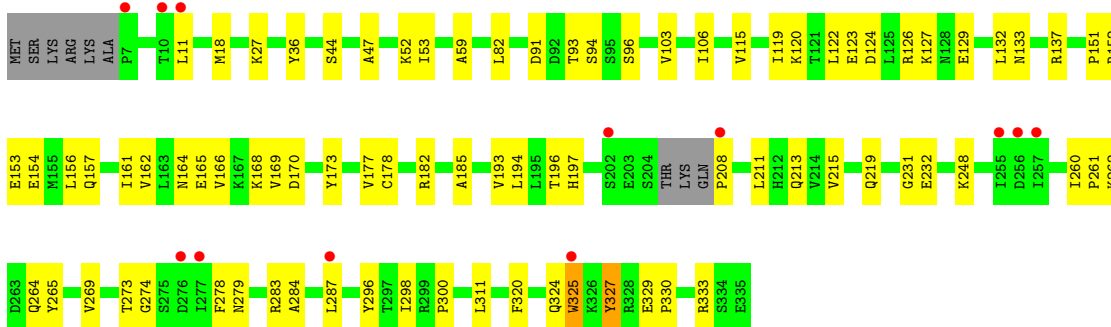 MET SER LYS ARG LYS ALA P7 T10 L11 M18 K27 Y36 S44 A47 K52 I53 A59 L82 D91 D92 T93 S94 S95 S96 V103 I106 V115 I119 K120 T121 L122 E123 D124 L125 R126 K127 N128 E129 L132 N133 R137 P151
E153 E154 M155 L156 Q157 I161 V162 L163 N164 E165 V166 K167 K168 V169 D170 Y173 V177 C178 R182 A185 V193 L194 L195 T196 H197 S202 E203 S204 THR LYS GLN P208 L211 H212 Q213 V214 V215 Q219 G231 E232 K248 I255 D256 I257 I260 P261
D263 Q264 Y265 V269 T273 G274 S275 D276 I277 F278 N279 R283 A284 L287 Y296 T297 I298 R299 P300 L311 F320 Q324 W325 K326 Y327 R328 E329 P330 R333 S334 E335